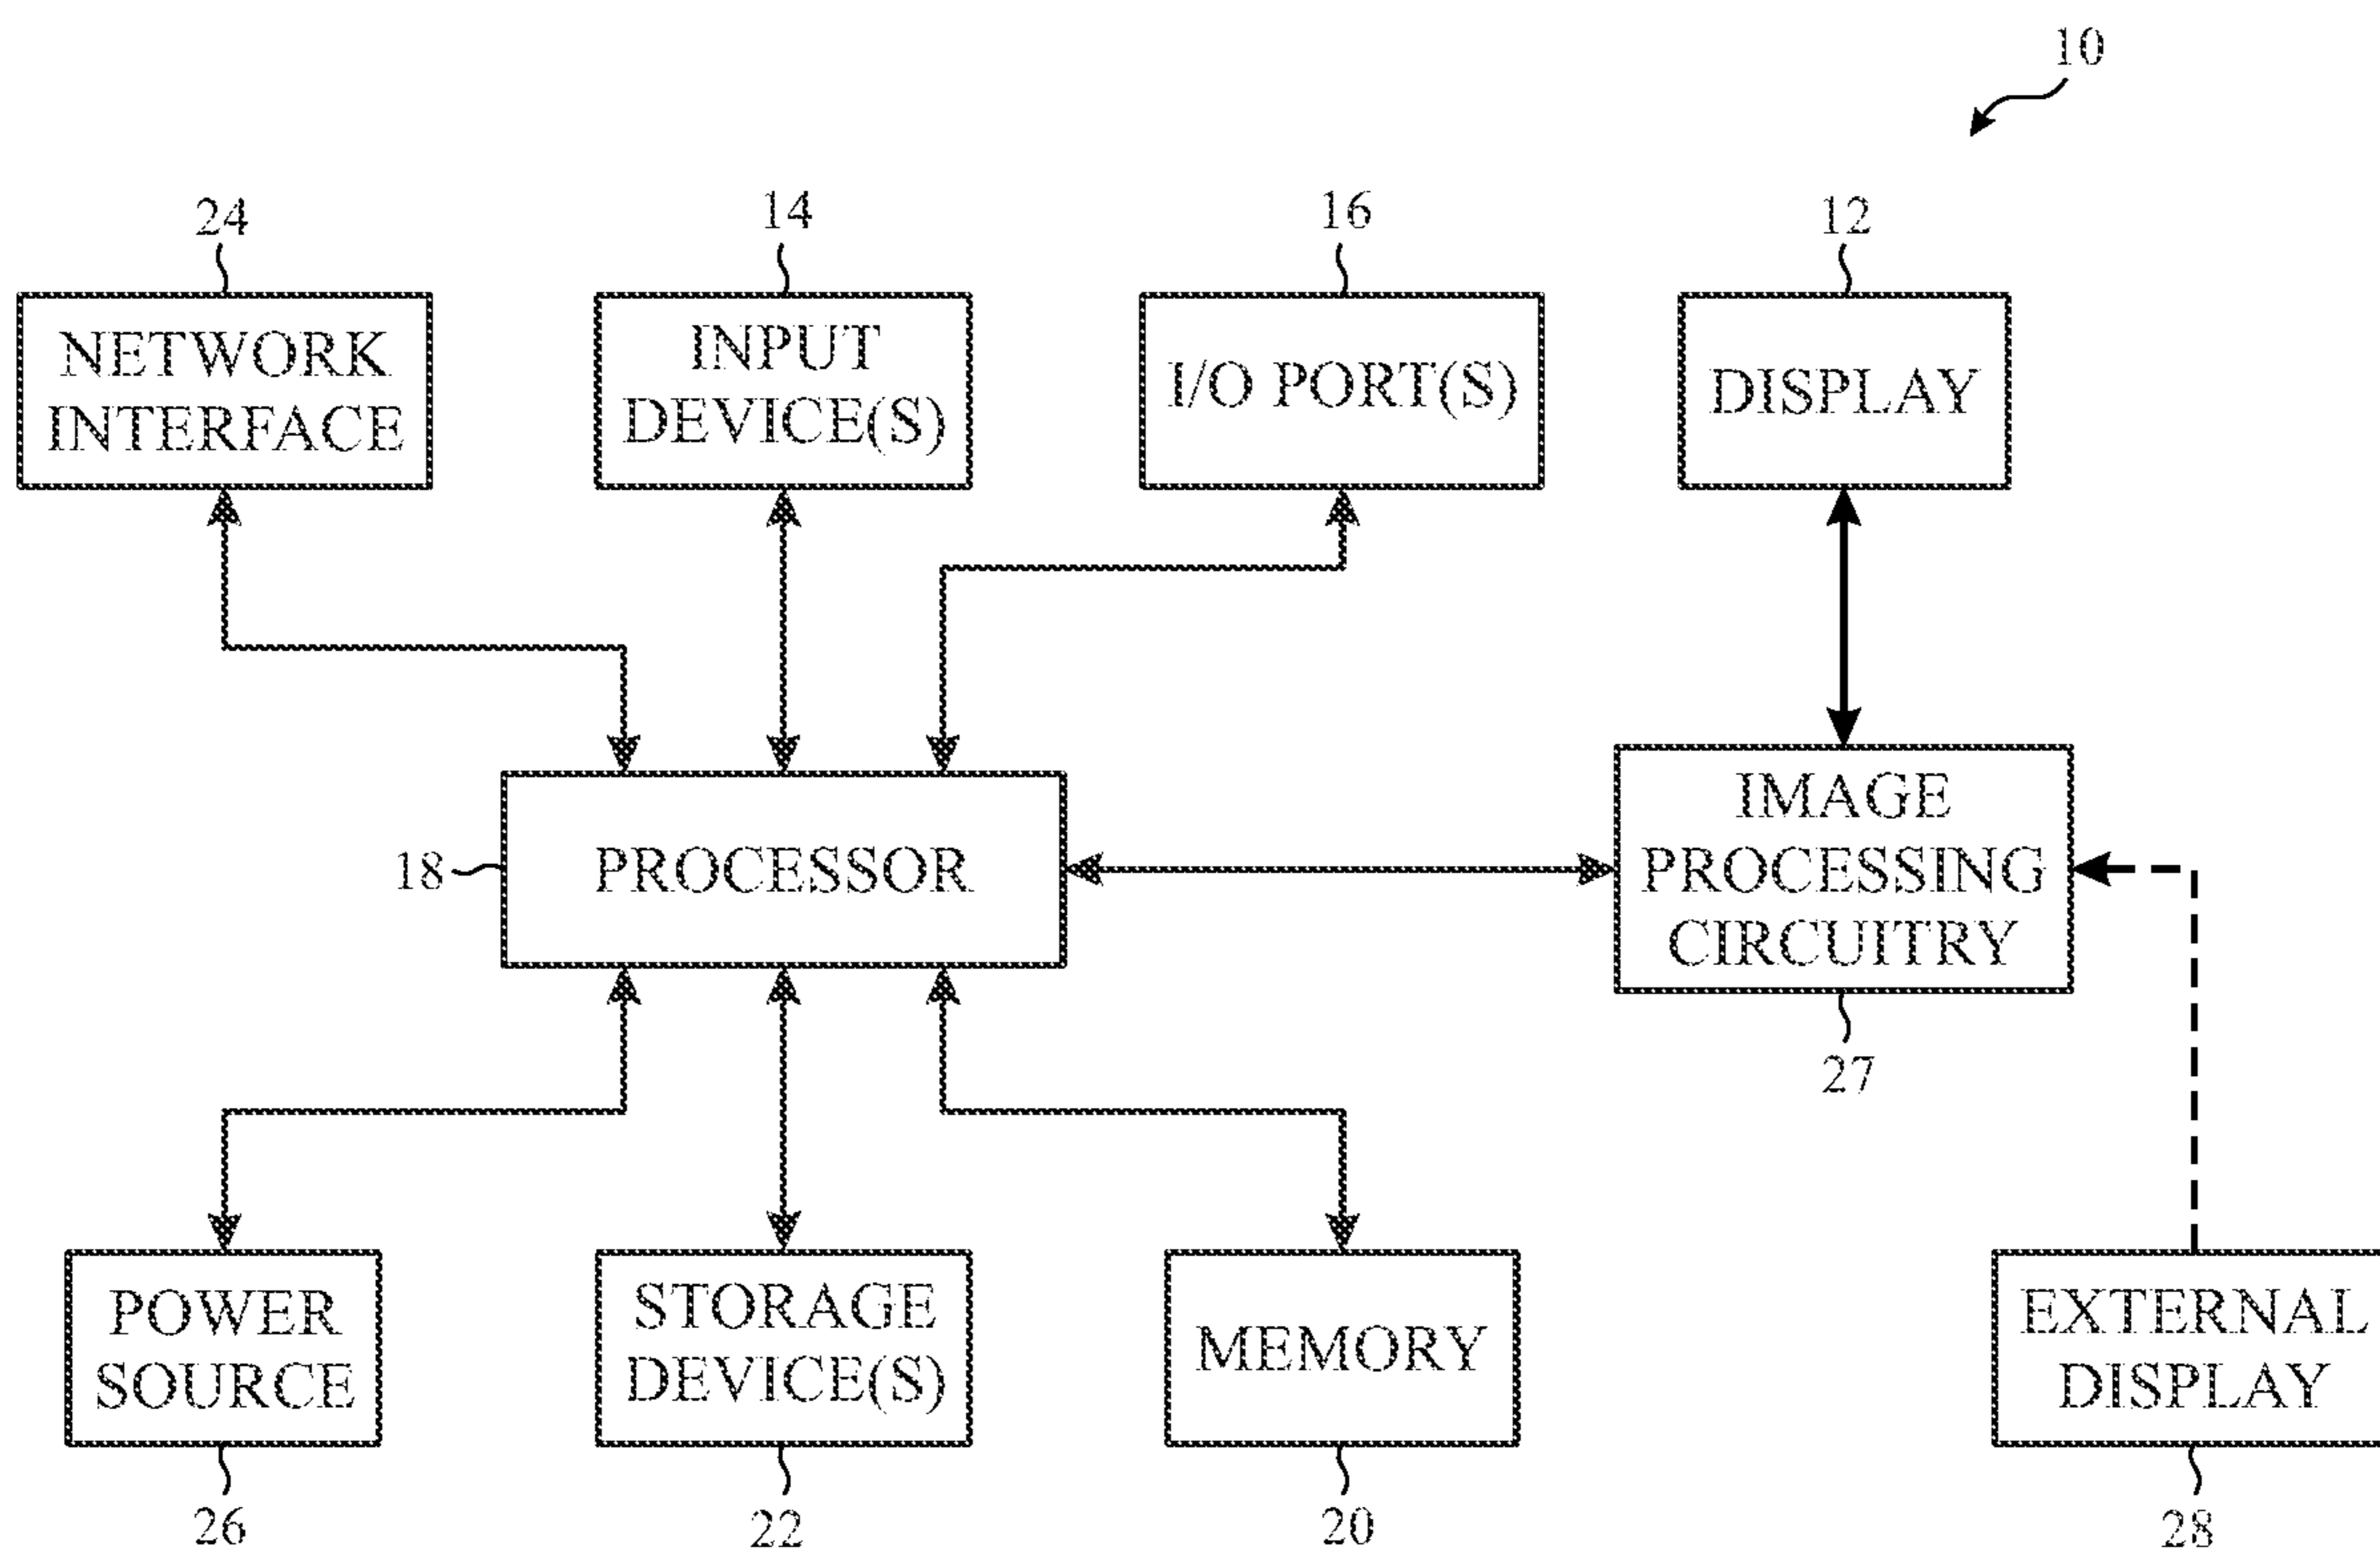 10
24
14
16
12
NETWORK
INTERFACE
INPUT
DEVICE(S)
I/O PORT(S)
DISPLAY
18
PROCESSOR
IMAGE
PROCESSING
CIRCUITRY
27
POWER
SOURCE
STORAGE
DEVICE(S)
MEMORY
EXTERNAL
DISPLAY
26
22
20
28